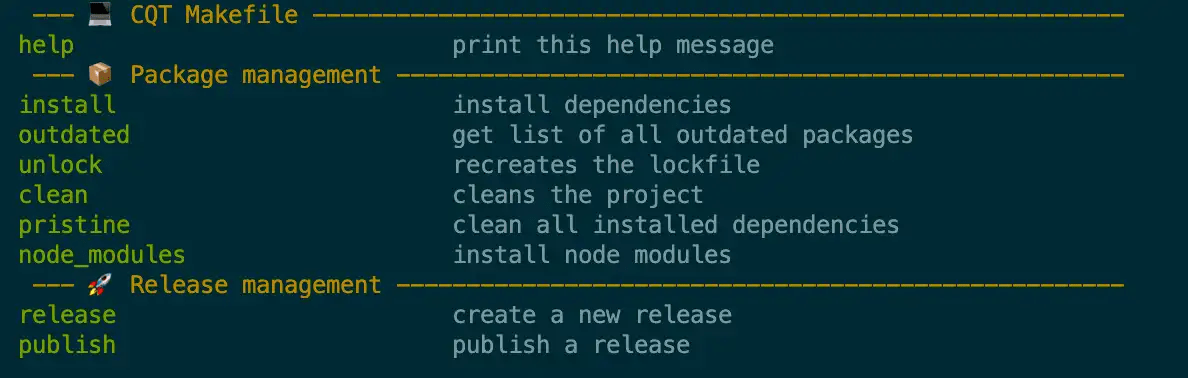 --- 💻 CQT Makefile ----------------------------------------------------------
help                           print this help message
--- 📦 Package management ----------------------------------------------------
install                        install dependencies
outdated                       get list of all outdated packages
unlock                         recreates the lockfile
clean                          cleans the project
pristine                       clean all installed dependencies
node_modules                   install node modules
--- 🚀 Release management ----------------------------------------------------
release                        create a new release
publish                        publish a release